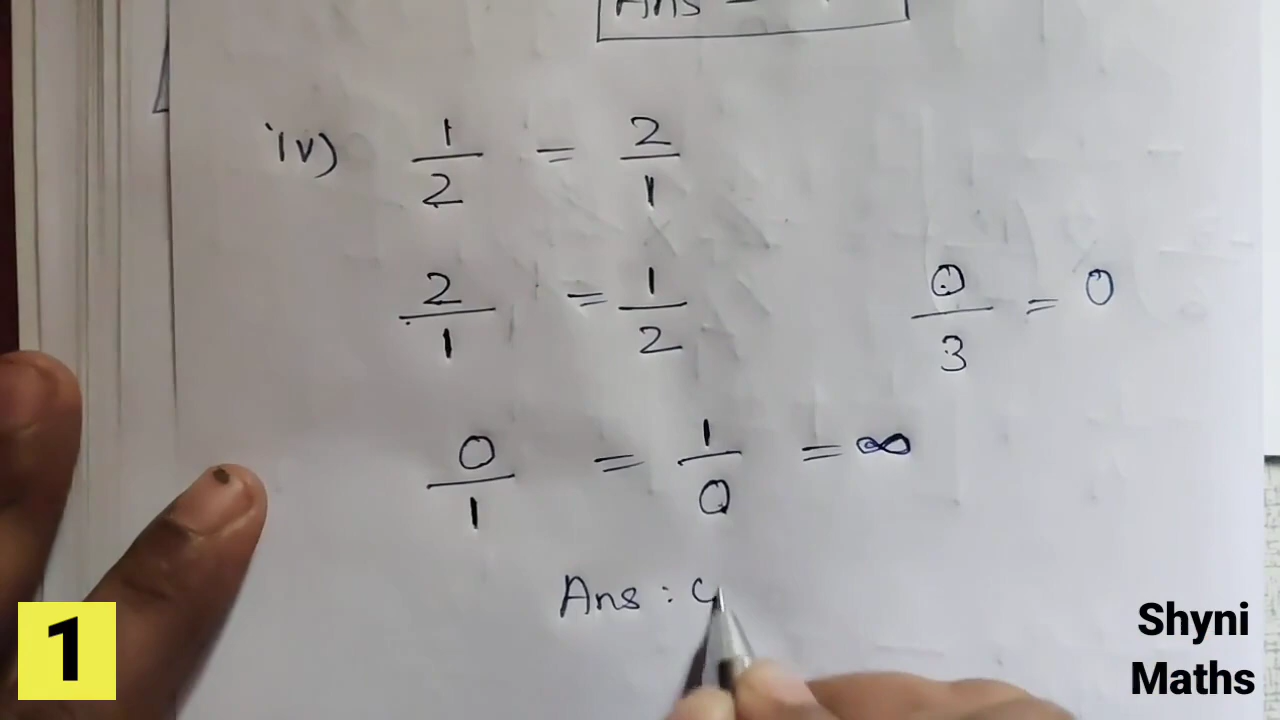 Ans =
iv) 1/2 = 2/1
2/1 = 1/2
0/3 = 0
0/1 = 1/0 = ∞
Ans :
1
Shyni
Maths